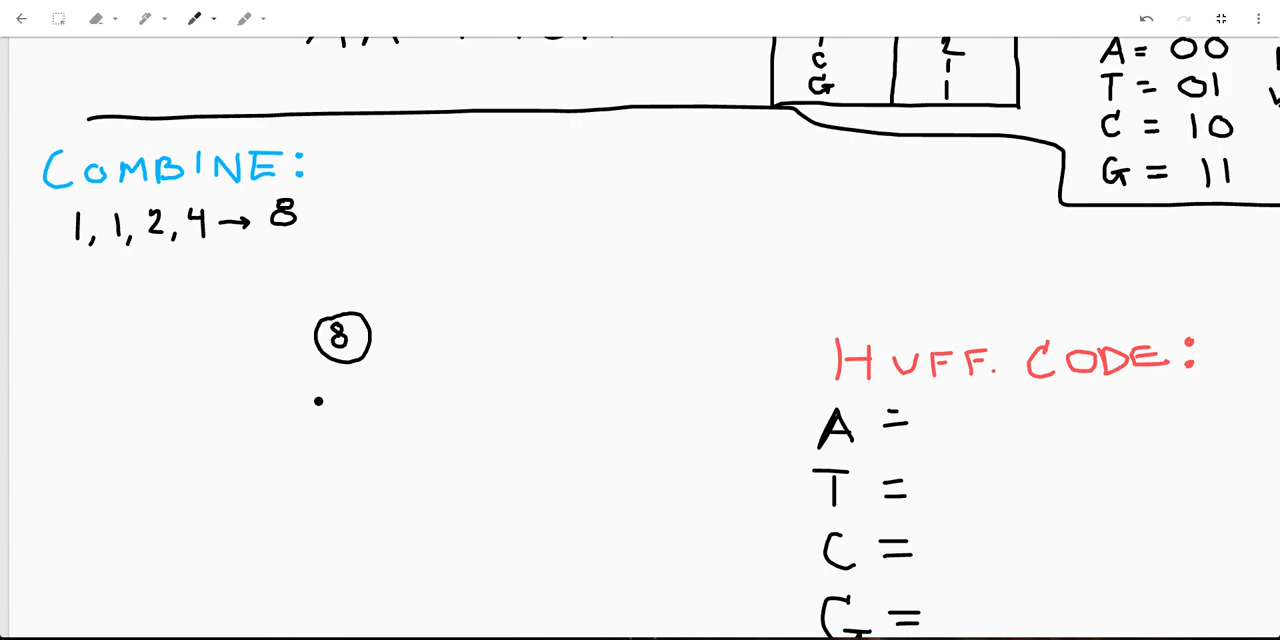 2
C 1
G 1
A = 00
T = 01
C = 10
G = 11
COMBINE:
1, 1, 2, 4 → 8
8
HUFF. CODE:
A =
T =
C =
G =